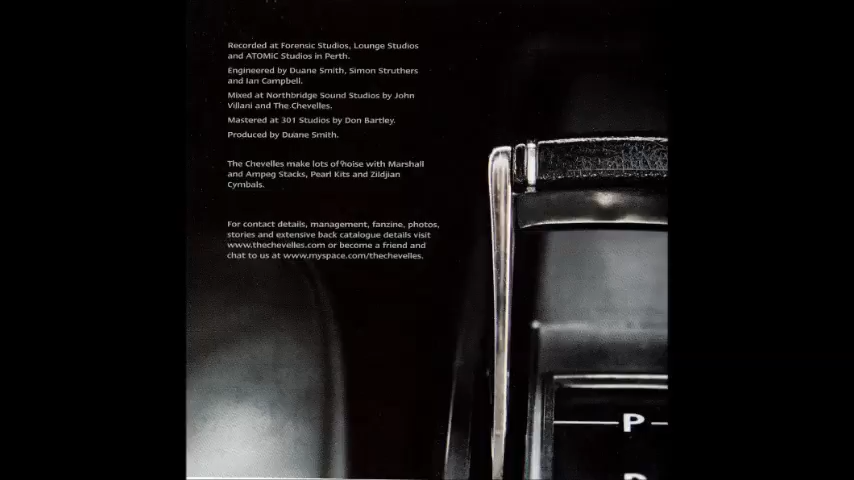 Recorded at Forensic Studios, Lounge Studios
and ATOMiC Studios in Perth.
Engineered by Duane Smith, Simon Struthers
and Ian Campbell.
Mixed at Northbridge Sound Studios by John
Villani and The Chevelles.
Mastered at 301 Studios by Don Bartley.
Produced by Duane Smith.
The Chevelles make lots of noise with Marshall
and Ampeg Stacks, Pearl Kits and Zildjian
Cymbals.
For contact details, management, fanzine, photos,
stories and extensive back catalogue details visit
www.thechevelles.com or become a friend and
chat to us at www.myspace.com/thechevelles.
P